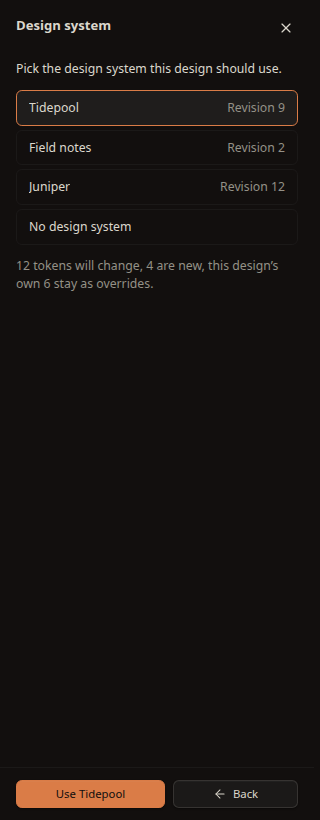 Design system
Pick the design system this design should use.
Tidepool Revision 9
Field notes Revision 2
Juniper Revision 12
No design system
12 tokens will change, 4 are new, this design's
own 6 stay as overrides.
Use Tidepool Back